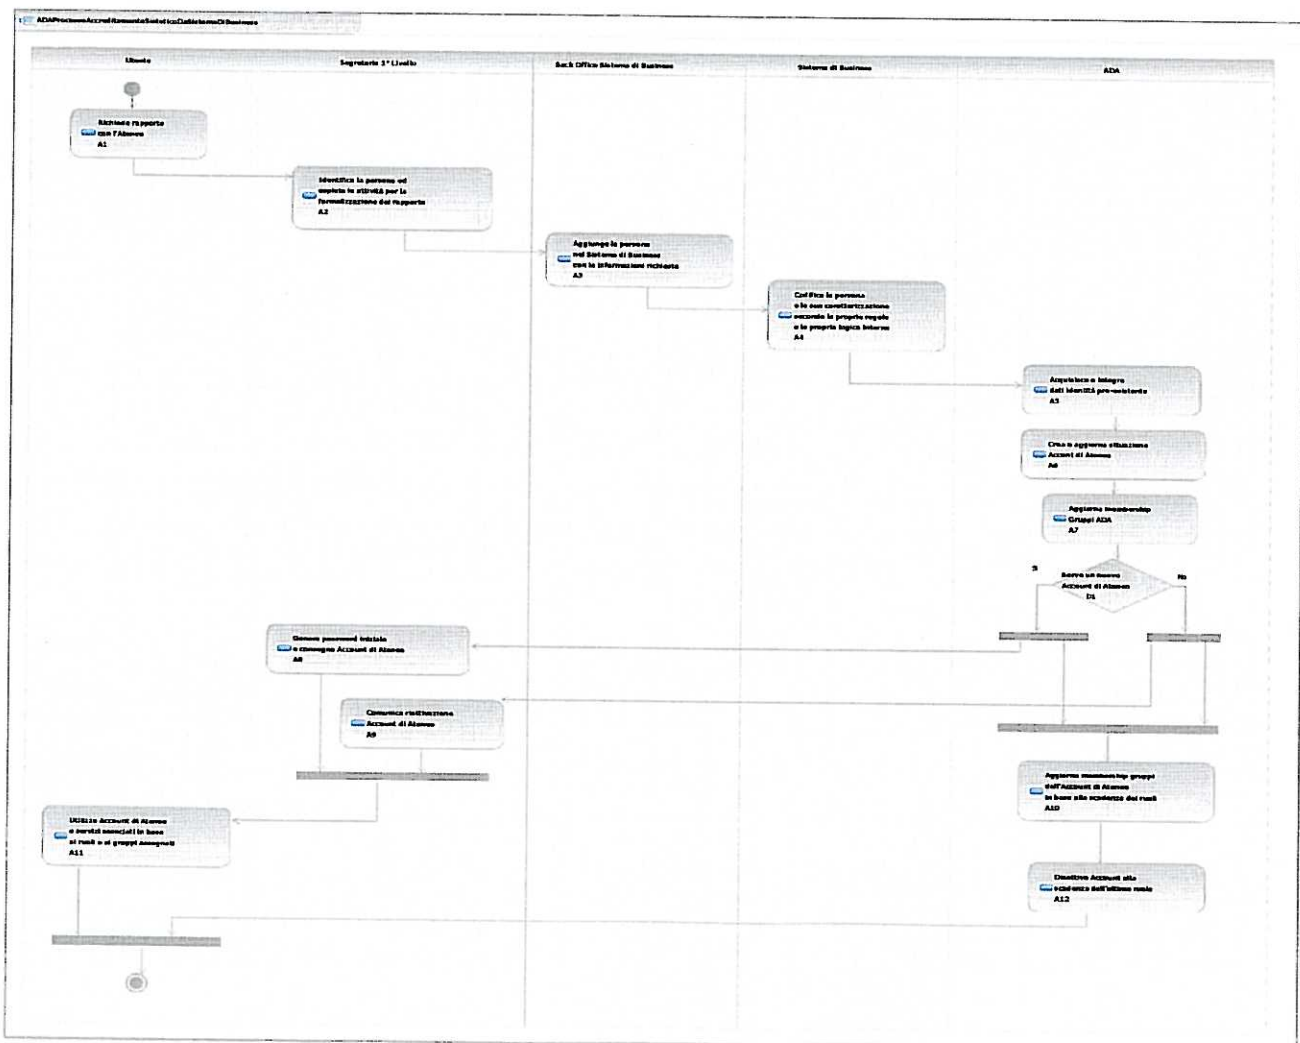 ADAProcessoAccreditamentoSinteticoDaSistemaDiBusiness
Utente
Segreteria 1° Livello
Back Office Sistema di Business
Sistema di Business
ADA
Richiede rapporto
con l'Ateneo
A1
Identifica la persona ed
espleta le attività per la
formalizzazione del rapporto
A2
Aggiunge la persona
nel Sistema di Business
con le informazioni richieste
A3
Codifica la persona
e le sue caratterizzazione
secondo le proprie regole
e la propria logica interna
A4
Acquisisce e integra
dati identità pre-esistente
A5
Crea o aggiorna situazione
Account di Ateneo
A6
Aggiorna membership
Gruppi ADA
A7
Si
Serve un nuovo
Account di Ateneo
D1
No
Genera password iniziale
e consegna Account di Ateneo
A8
Comunica riattivazione
Account di Ateneo
A9
Aggiorna membership gruppi
dell'Account di Ateneo
in base alla scadenza dei ruoli
A10
Utilizza Account di Ateneo
e servizi associati in base
ai ruoli e ai gruppi assegnati
A11
Disattiva Account alla
scadenza dell'ultimo ruolo
A12